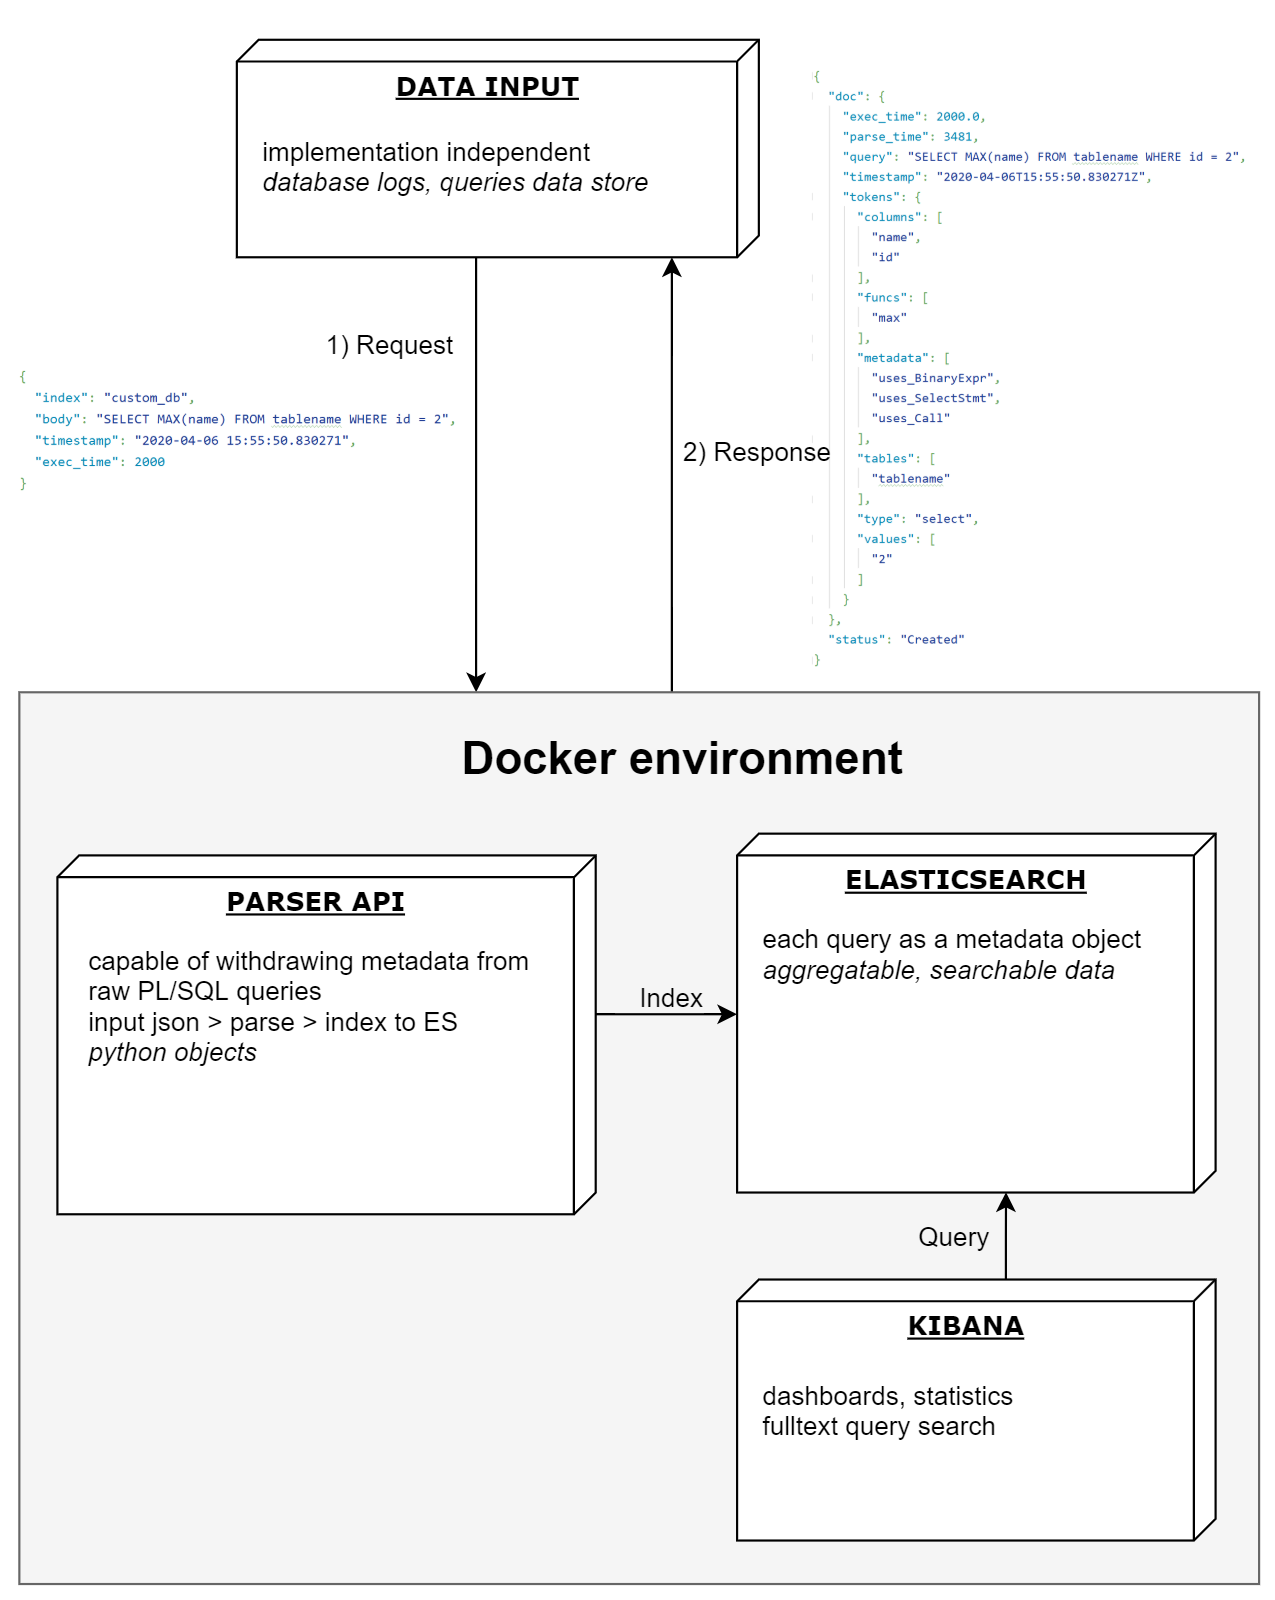 DATA INPUT
implementation independent
database logs, queries data store
1) Request
{
"index": "custom_db",
"body": "SELECT MAX(name) FROM tablename WHERE id = 2",
"timestamp": "2020-04-06 15:55:50.830271",
"exec_time": 2000
}
2) Response
{
"doc": {
"exec_time": 2000.0,
"parse_time": 3481,
"query": "SELECT MAX(name) FROM tablename WHERE id = 2",
"timestamp": "2020-04-06T15:55:50.830271Z",
"tokens": {
"columns": [
"name",
"id"
],
"funcs": [
"max"
],
"metadata": [
"uses_BinaryExpr",
"uses_SelectStmt",
"uses_Call"
],
"tables": [
"tablename"
],
"type": "select",
"values": [
"2"
]
}
},
"status": "Created"
}
Docker environment
PARSER API
capable of withdrawing metadata from
raw PL/SQL queries
input json > parse > index to ES
python objects
Index
ELASTICSEARCH
each query as a metadata object
aggregatable, searchable data
Query
KIBANA
dashboards, statistics
fulltext query search